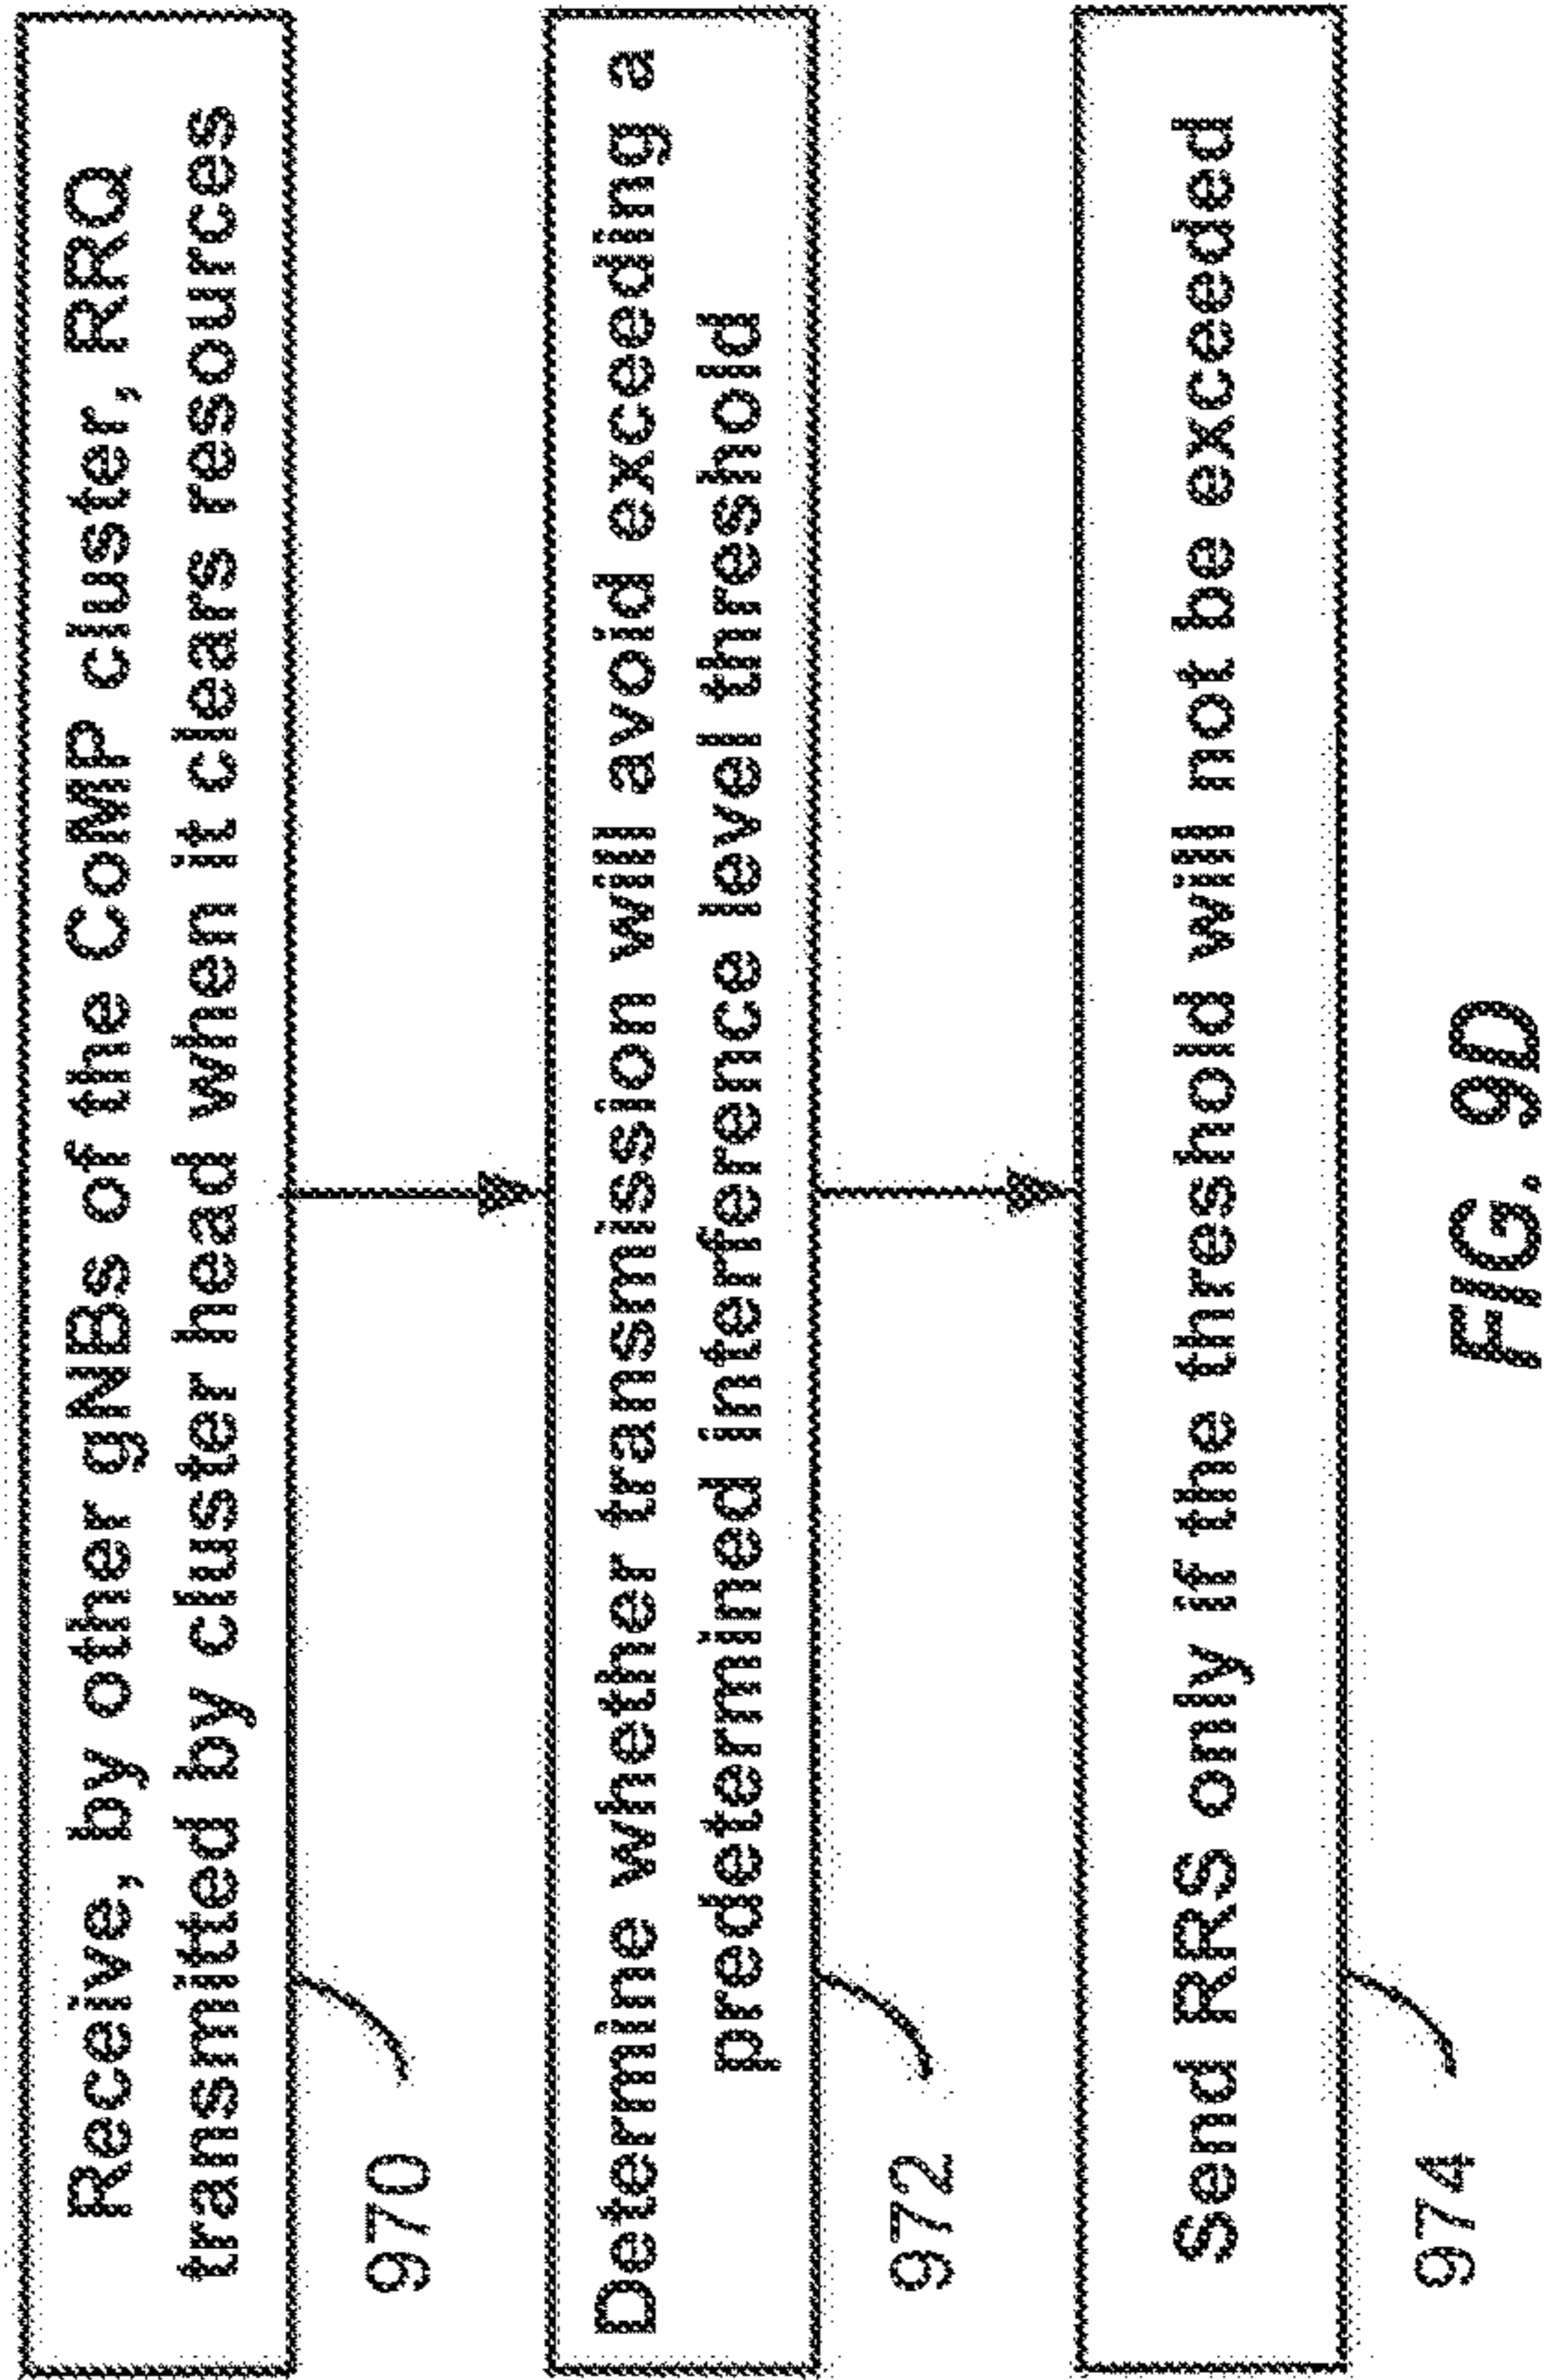 Receive, by other gNBs of the CoMP cluster, RRQ
transmitted by cluster head when it clears resources
970
Determine whether transmission will avoid exceeding a
predetermined interference level threshold
972
Send RRS only if the threshold will not be exceeded
974
FIG. 9D